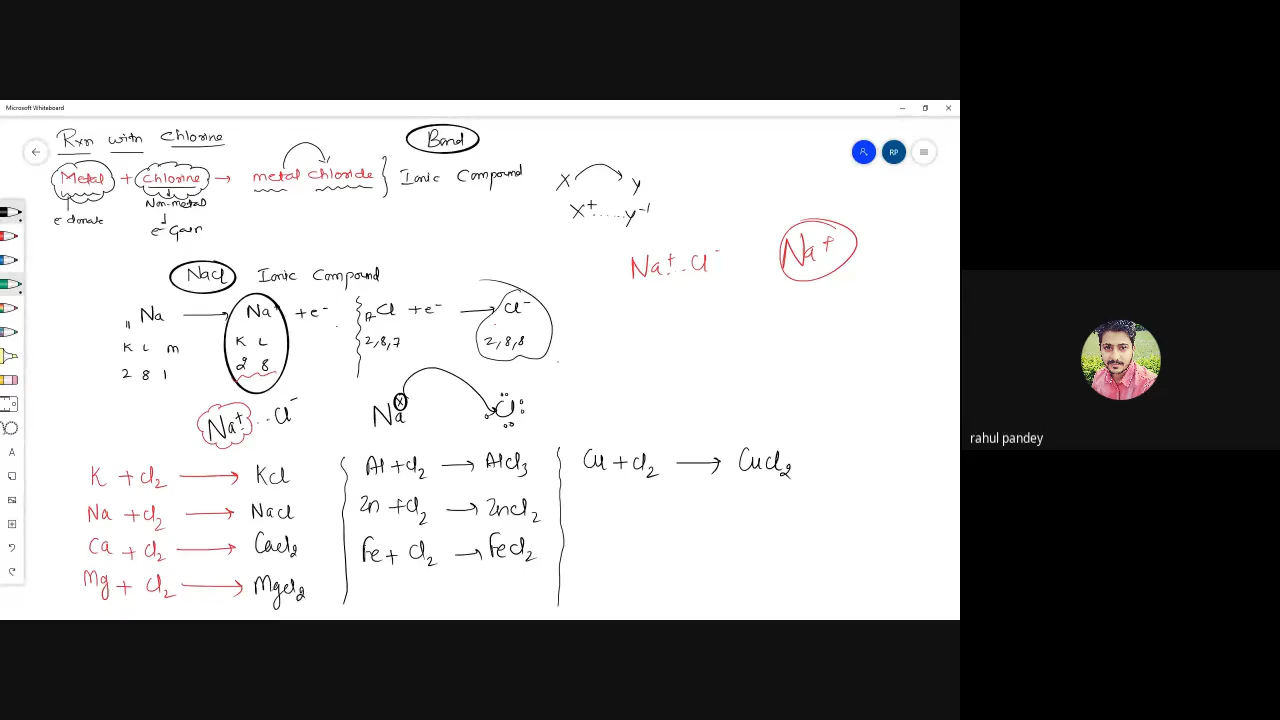 Microsoft Whiteboard
Rxn with Chlorine
Bond
Metal + Chlorine → metal chloride } Ionic Compound
e⁻ donate
Non-metal
e⁻ Gain
X → Y
X⁺ ..... Y⁻¹
RP
Na⁺...Cl⁻
Na⁺
NaCl Ionic Compound
₁₁Na → Na⁺ + e⁻
K L M
2 8 1
K L
2 8
₁₇Cl + e⁻ → Cl⁻
2,8,7
2,8,8
Na⁺...Cl⁻
Na x → Cl
K + Cl₂ → KCl
Na + Cl₂ → NaCl
Ca + Cl₂ → CaCl₂
Mg + Cl₂ → MgCl₂
Al + Cl₂ → AlCl₃
Zn + Cl₂ → ZnCl₂
Fe + Cl₂ → FeCl₂
Cu + Cl₂ → CuCl₂
A
rahul pandey